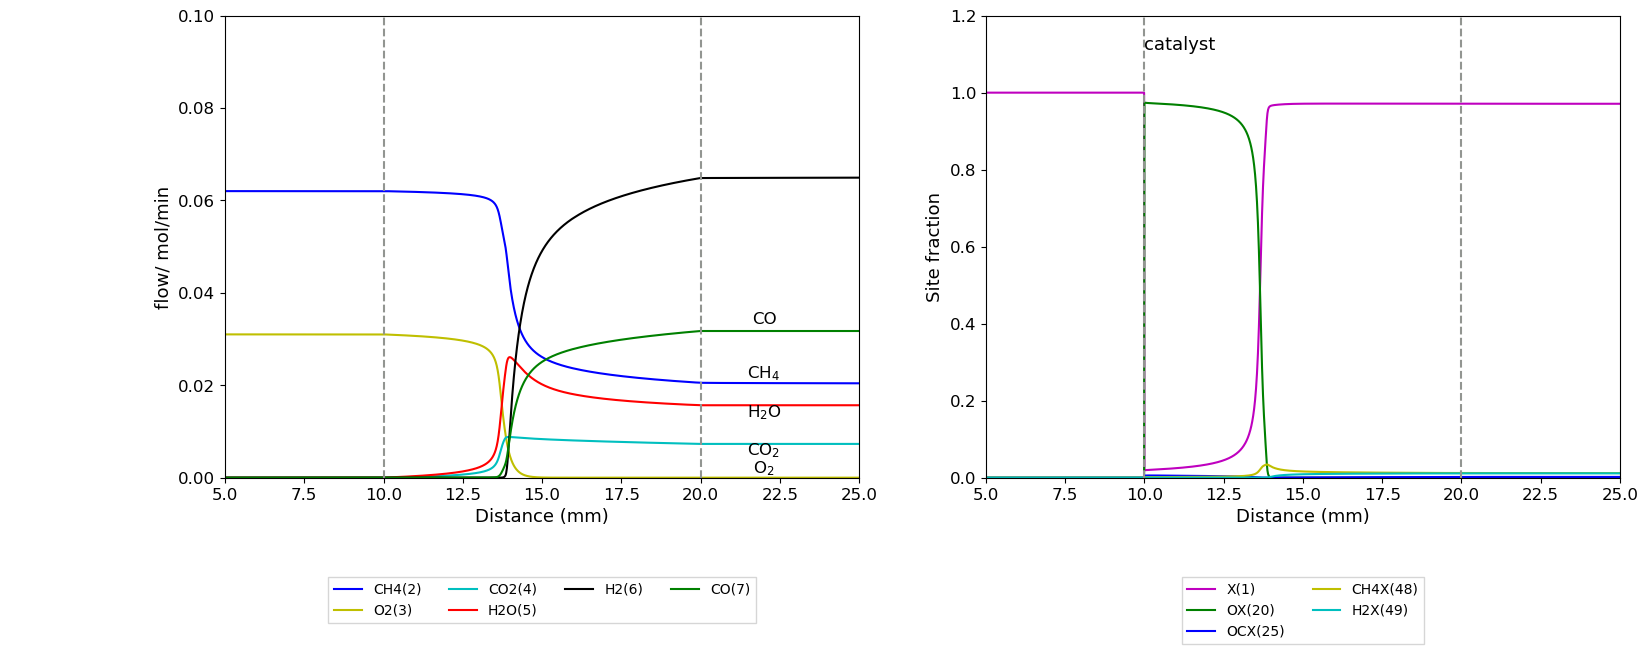 0.10
0.08
0.06
0.04
0.02
0.00
flow/ mol/min
CO
CH₄
H₂O
CO₂
O₂
5.0 7.5 10.0 12.5 15.0 17.5 20.0 22.5 25.0
Distance (mm)
CH4(2) CO2(4) H2(6) CO(7)
O2(3) H2O(5)
1.2
1.0
0.8
0.6
0.4
0.2
0.0
Site fraction
catalyst
5.0 7.5 10.0 12.5 15.0 17.5 20.0 22.5 25.0
Distance (mm)
X(1) CH4X(48)
OX(20) H2X(49)
OCX(25)